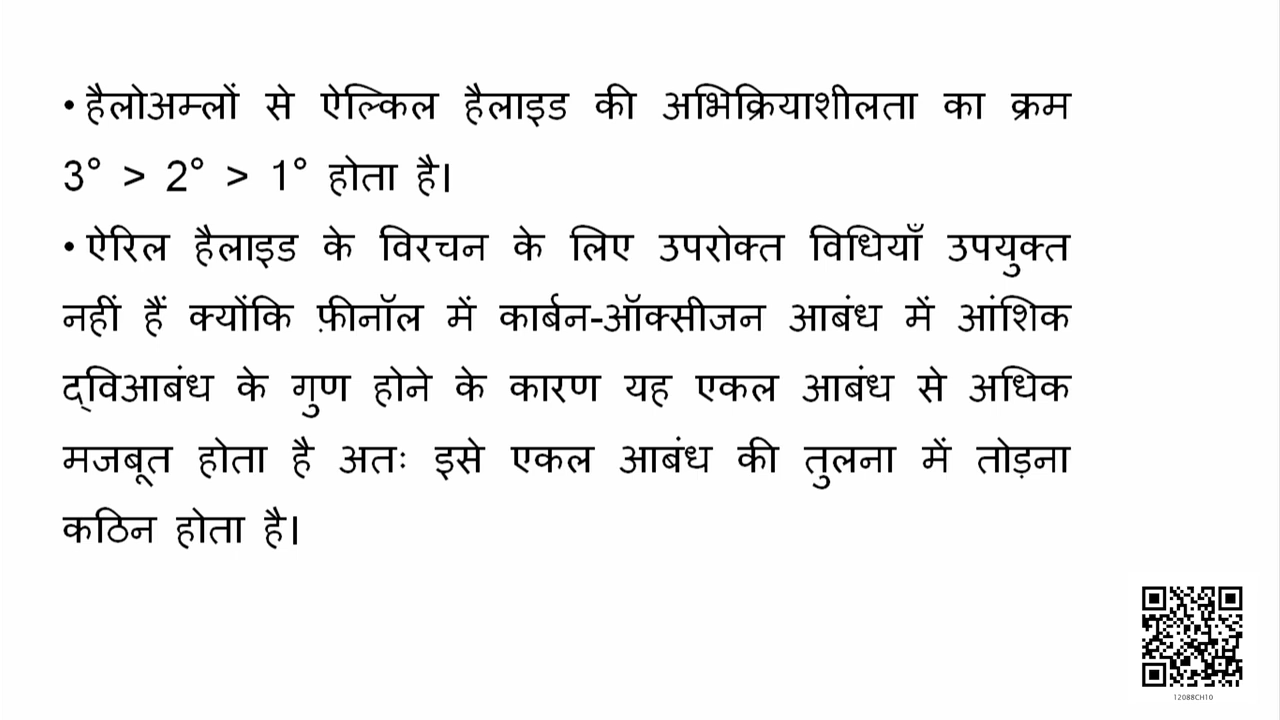 • हैलोअम्लों से ऐल्किल हैलाइड की अभिक्रियाशीलता का क्रम
3° > 2° > 1° होता है।
• ऐरिल हैलाइड के विरचन के लिए उपरोक्त विधियाँ उपयुक्त
नहीं हैं क्योंकि फ़ीनॉल में कार्बन-ऑक्सीजन आबंध में आंशिक
द्विआबंध के गुण होने के कारण यह एकल आबंध से अधिक
मजबूत होता है अतः इसे एकल आबंध की तुलना में तोड़ना
कठिन होता है।
12088CH10